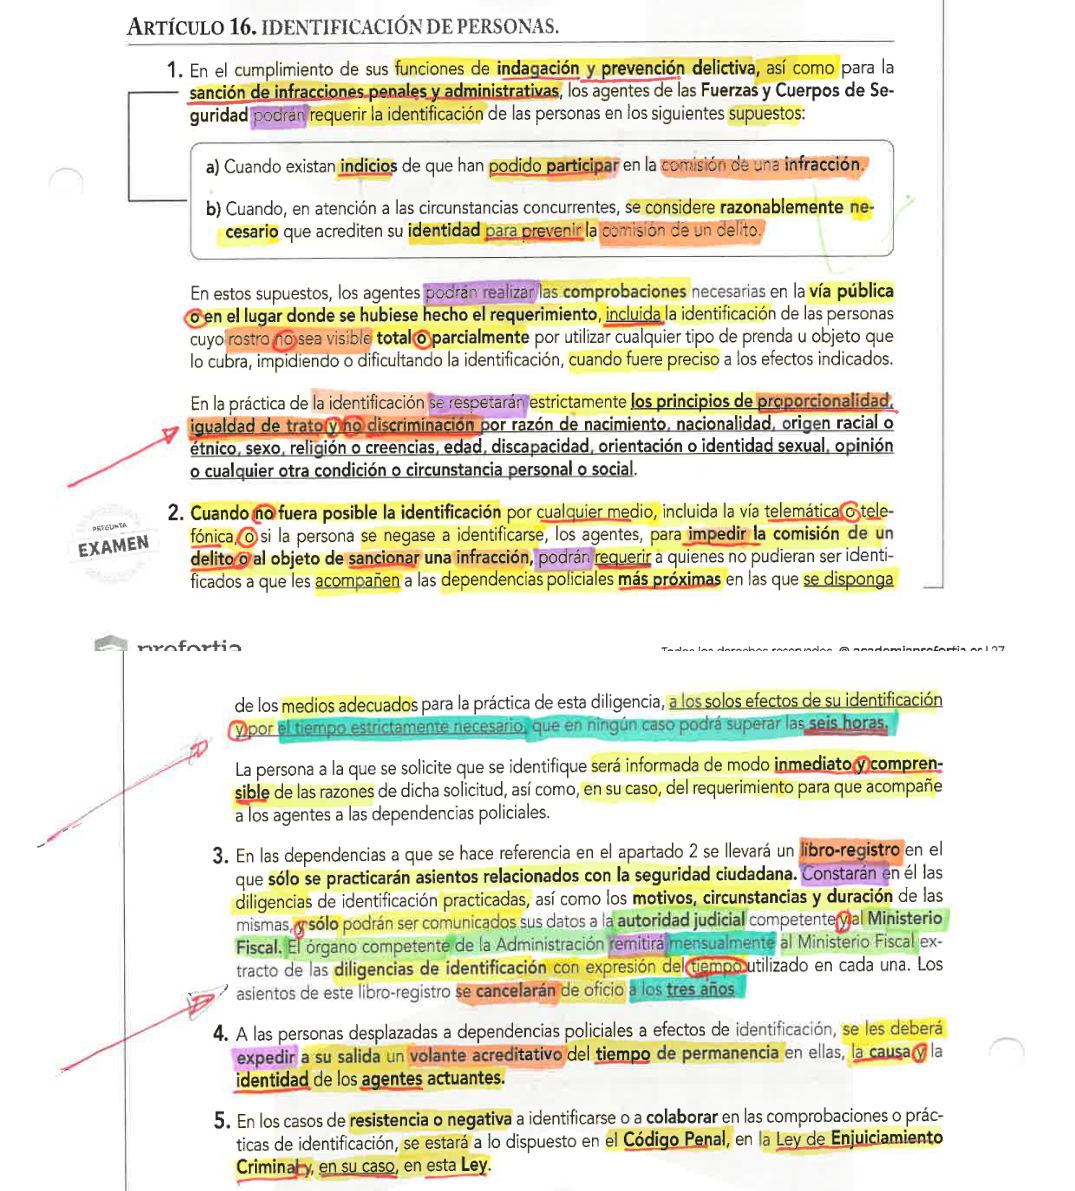 ARTÍCULO 16. IDENTIFICACIÓN DE PERSONAS.
1. En el cumplimiento de sus funciones de indagación y prevención delictiva, así como para la
sanción de infracciones penales y administrativas, los agentes de las Fuerzas y Cuerpos de Se-
guridad podrán requerir la identificación de las personas en los siguientes supuestos:
a) Cuando existan indicios de que han podido participar en la comisión de una infracción.
b) Cuando, en atención a las circunstancias concurrentes, se considere razonablemente ne-
cesario que acrediten su identidad para prevenir la comisión de un delito.
En estos supuestos, los agentes podrán realizar las comprobaciones necesarias en la vía pública
o en el lugar donde se hubiese hecho el requerimiento, incluida la identificación de las personas
cuyo rostro no sea visible total o parcialmente por utilizar cualquier tipo de prenda u objeto que
lo cubra, impidiendo o dificultando la identificación, cuando fuere preciso a los efectos indicados.
En la práctica de la identificación se respetarán estrictamente los principios de proporcionalidad,
igualdad de trato y no discriminación por razón de nacimiento, nacionalidad, origen racial o
étnico, sexo, religión o creencias, edad, discapacidad, orientación o identidad sexual, opinión
o cualquier otra condición o circunstancia personal o social.
PREGUNTA
EXAMEN
2. Cuando no fuera posible la identificación por cualquier medio, incluida la vía telemática o tele-
fónica, o si la persona se negase a identificarse, los agentes, para impedir la comisión de un
delito o al objeto de sancionar una infracción, podrán requerir a quienes no pudieran ser identi-
ficados a que les acompañen a las dependencias policiales más próximas en las que se disponga
profortia
Todos los derechos reservados. @ academiaprofortia.es | 27
de los medios adecuados para la práctica de esta diligencia, a los solos efectos de su identificación
y por el tiempo estrictamente necesario, que en ningún caso podrá superar las seis horas.
La persona a la que se solicite que se identifique será informada de modo inmediato y compren-
sible de las razones de dicha solicitud, así como, en su caso, del requerimiento para que acompañe
a los agentes a las dependencias policiales.
3. En las dependencias a que se hace referencia en el apartado 2 se llevará un libro-registro en el
que sólo se practicarán asientos relacionados con la seguridad ciudadana. Constarán en él las
diligencias de identificación practicadas, así como los motivos, circunstancias y duración de las
mismas, y sólo podrán ser comunicados sus datos a la autoridad judicial competente y al Ministerio
Fiscal. El órgano competente de la Administración remitirá mensualmente al Ministerio Fiscal ex-
tracto de las diligencias de identificación con expresión del tiempo utilizado en cada una. Los
asientos de este libro-registro se cancelarán de oficio a los tres años.
4. A las personas desplazadas a dependencias policiales a efectos de identificación, se les deberá
expedir a su salida un volante acreditativo del tiempo de permanencia en ellas, la causa y la
identidad de los agentes actuantes.
5. En los casos de resistencia o negativa a identificarse o a colaborar en las comprobaciones o prác-
ticas de identificación, se estará a lo dispuesto en el Código Penal, en la Ley de Enjuiciamiento
Criminal y, en su caso, en esta Ley.